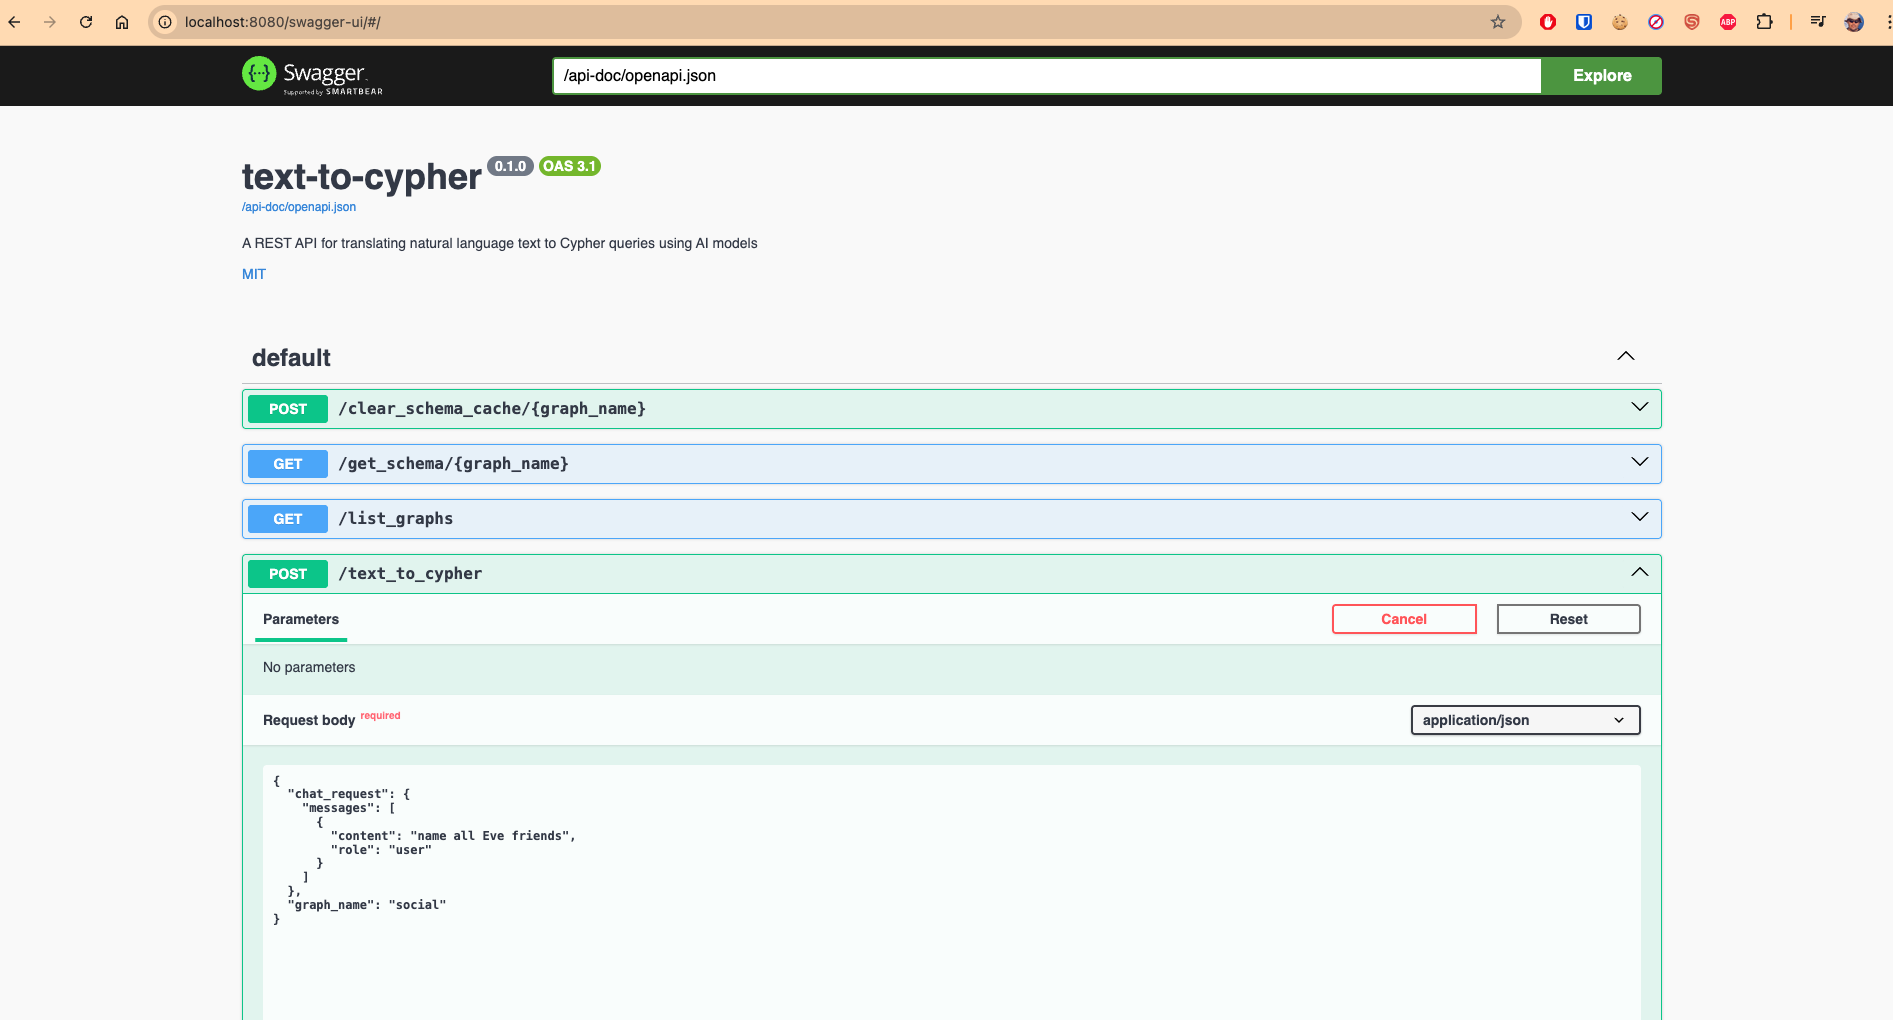 localhost:8080/swagger-ui/#/
ABP
{···} Swagger.
Supported by SMARTBEAR
/api-doc/openapi.json
Explore
text-to-cypher 0.1.0 OAS 3.1
/api-doc/openapi.json
A REST API for translating natural language text to Cypher queries using AI models
MIT
default
POST /clear_schema_cache/{graph_name}
GET /get_schema/{graph_name}
GET /list_graphs
POST /text_to_cypher
Parameters
Cancel
Reset
No parameters
Request body required
application/json
{
  "chat_request": {
    "messages": [
      {
        "content": "name all Eve friends",
        "role": "user"
      }
    ]
  },
  "graph_name": "social"
}